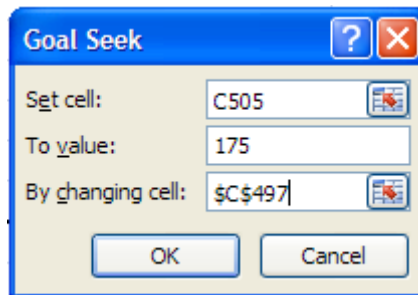 Goal Seek ? X
Set cell: C505
To value: 175
By changing cell: $C$497
OK Cancel